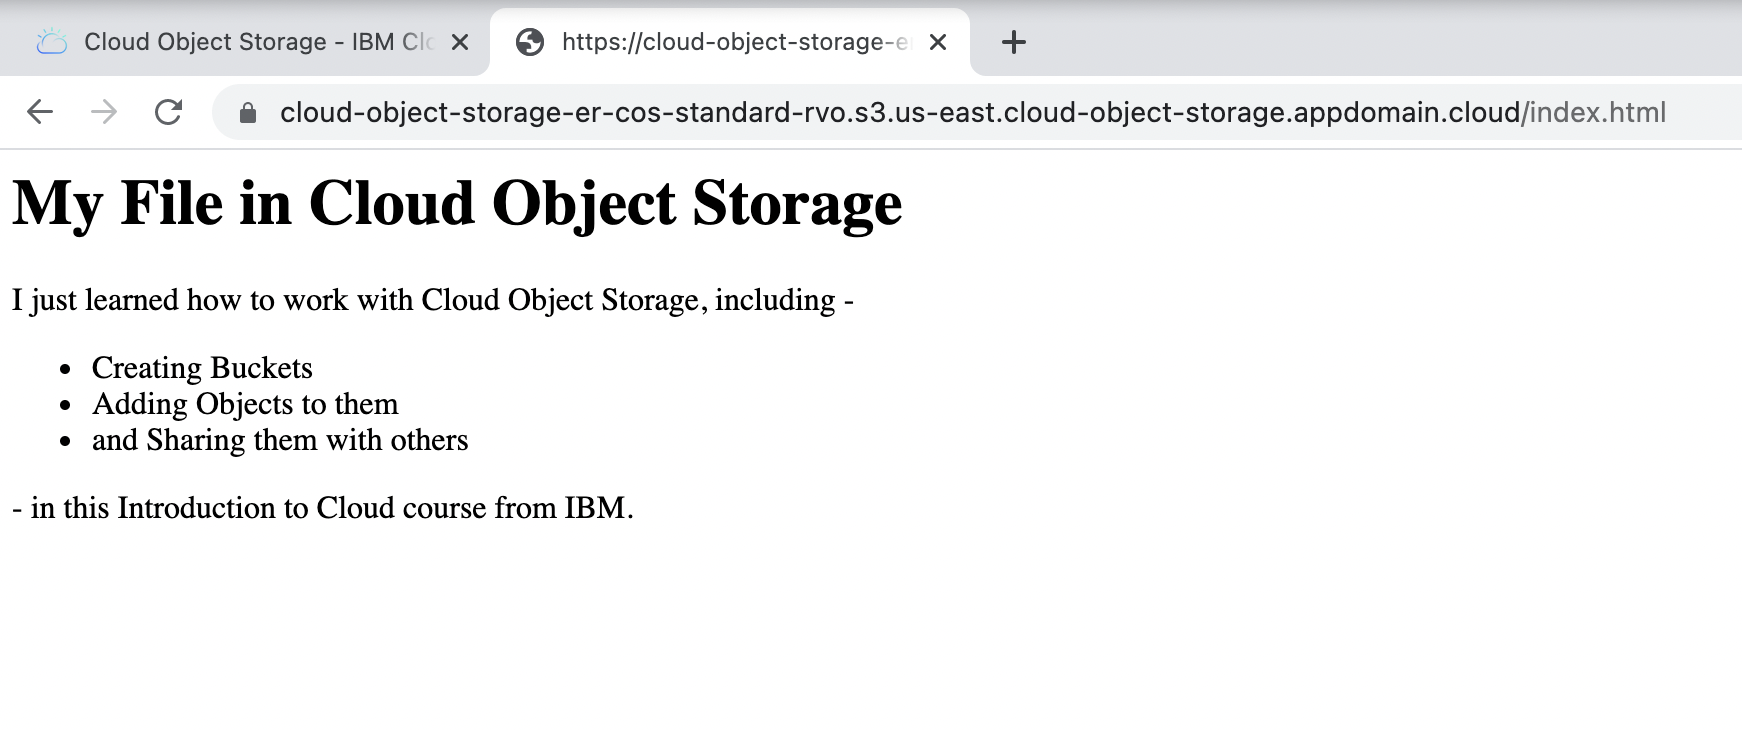 Cloud Object Storage - IBM Clo
https://cloud-object-storage-e
cloud-object-storage-er-cos-standard-rvo.s3.us-east.cloud-object-storage.appdomain.cloud/index.html
My File in Cloud Object Storage
I just learned how to work with Cloud Object Storage, including -
• Creating Buckets
• Adding Objects to them
• and Sharing them with others
- in this Introduction to Cloud course from IBM.